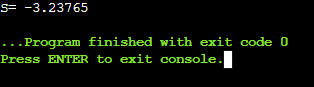 S= -3.23765
...Program finished with exit code 0
Press ENTER to exit console.